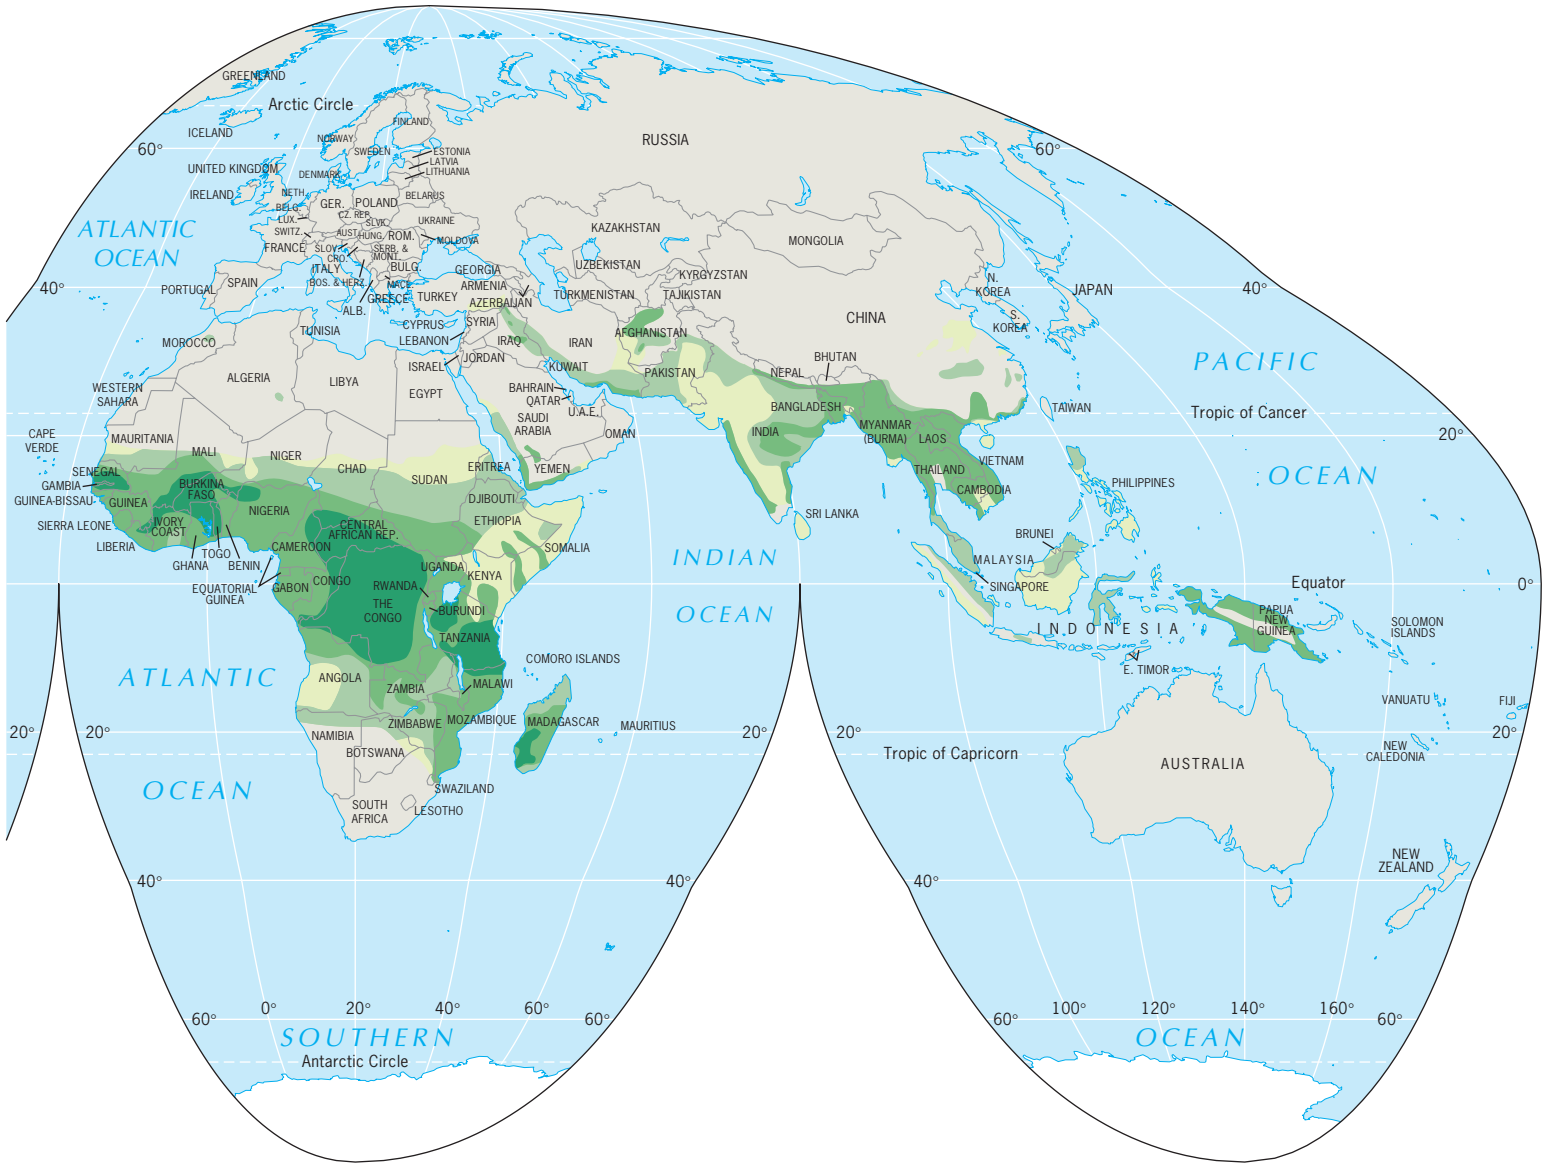 GREENLAND
Arctic Circle
ICELAND
FINLAND
NORWAY
SWEDEN
RUSSIA
60°
60°
ESTONIA
LATVIA
LITHUANIA
UNITED KINGDOM
DENMARK
IRELAND
NETH.
BELARUS
BELG.
GER.
POLAND
LUX.
CZ. REP.
SLVK.
UKRAINE
KAZAKHSTAN
SWITZ.
AUST.
HUNG.
ROM.
MOLDOVA
MONGOLIA
ATLANTIC
OCEAN
FRANCE
SLOV.
CRO.
SERB. &
MONT.
ITALY
BULG.
UZBEKISTAN
KYRGYZSTAN
GEORGIA
BOS. & HERZ.
MACE.
ARMENIA
SPAIN
PORTUGAL
ALB.
GREECE
TURKEY
AZERBAIJAN
TURKMENISTAN
TAJIKISTAN
N.
KOREA
JAPAN
40°
40°
S.
KOREA
CHINA
TUNISIA
CYPRUS
SYRIA
LEBANON
IRAQ
IRAN
AFGHANISTAN
MOROCCO
ISRAEL
JORDAN
KUWAIT
PAKISTAN
NEPAL
BHUTAN
PACIFIC
ALGERIA
LIBYA
EGYPT
BAHRAIN
QATAR
U.A.E.
WESTERN
SAHARA
BANGLADESH
TAIWAN
Tropic of Cancer
SAUDI
ARABIA
OMAN
INDIA
MYANMAR
(BURMA)
LAOS
20°
CAPE
VERDE
MAURITANIA
MALI
NIGER
CHAD
SUDAN
ERITREA
YEMEN
THAILAND
VIETNAM
OCEAN
SENEGAL
GAMBIA
GUINEA-BISSAU
GUINEA
BURKINA
FASO
NIGERIA
DJIBOUTI
CAMBODIA
PHILIPPINES
SIERRA LEONE
IVORY
COAST
CENTRAL
AFRICAN REP.
ETHIOPIA
SRI LANKA
LIBERIA
GHANA
TOGO
BENIN
CAMEROON
SOMALIA
BRUNEI
INDIAN
MALAYSIA
UGANDA
KENYA
EQUATORIAL
GUINEA
GABON
CONGO
RWANDA
SINGAPORE
Equator
0°
THE
CONGO
BURUNDI
OCEAN
PAPUA
NEW
GUINEA
TANZANIA
INDONESIA
SOLOMON
ISLANDS
COMORO ISLANDS
E. TIMOR
ATLANTIC
ANGOLA
ZAMBIA
MALAWI
VANUATU
FIJI
ZIMBABWE
MOZAMBIQUE
MADAGASCAR
MAURITIUS
20°
20°
NAMIBIA
20°
20°
20°
BOTSWANA
Tropic of Capricorn
NEW
CALEDONIA
AUSTRALIA
OCEAN
SWAZILAND
SOUTH
AFRICA
LESOTHO
NEW
ZEALAND
40°
40°
40°
60°
0°
20°
40°
60°
60°
60°
100°
120°
140°
160°
60°
SOUTHERN
OCEAN
Antarctic Circle